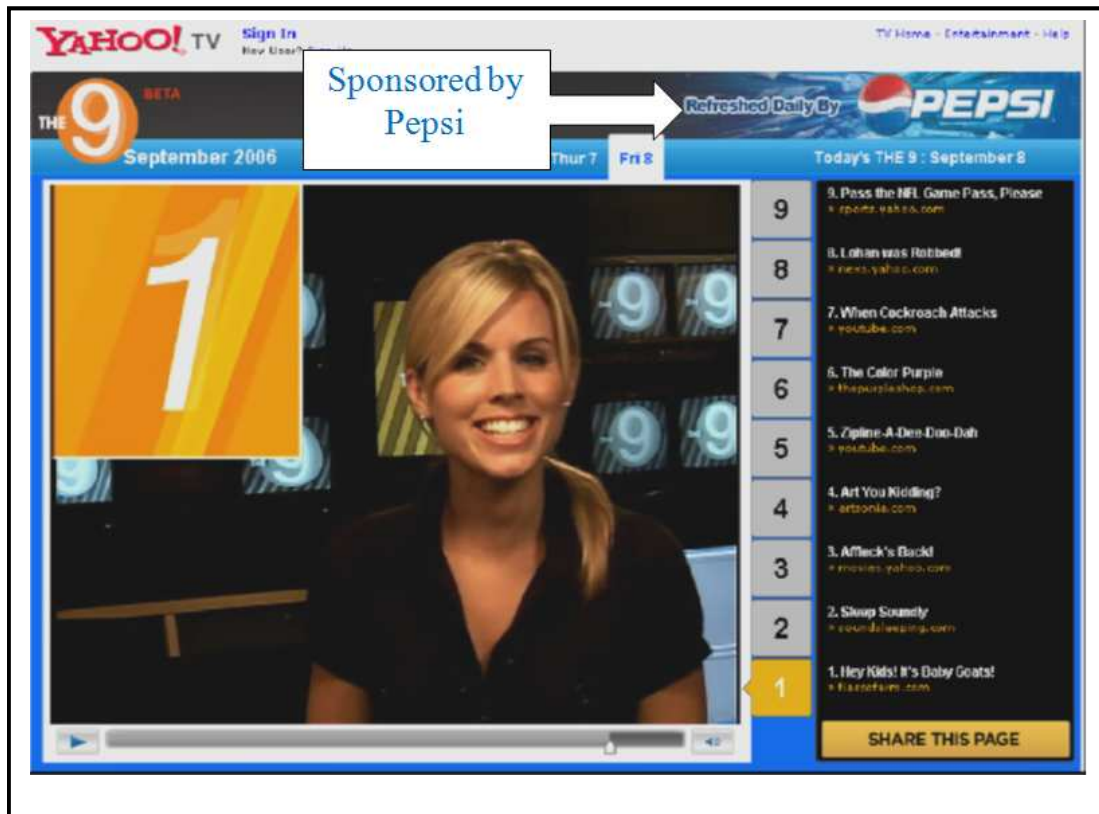 YAHOO! TV
Sign In
New User?
TV Home - Entertainment - Help
Sponsored by
Pepsi
THE 9
BETA
Refreshed Daily By
PEPSI
September 2006
Thur 7
Fri 8
Today's THE 9 : September 8
1
9
8
7
6
5
4
3
2
1
9. Pass the NFL Game Pass, Please
sports.yahoo.com
8. Lohan was Robbed!
news.yahoo.com
7. When Cockroach Attacks
youtube.com
6. The Color Purple
thepurpleshop.com
5. Zipline-A-Dee-Doo-Dah
youtube.com
4. Art You Kidding?
artsonia.com
3. Affleck's Back!
movies.yahoo.com
2. Sleep Soundly
soundsleeping.com
1. Hey Kids! It's Baby Goats!
SHARE THIS PAGE